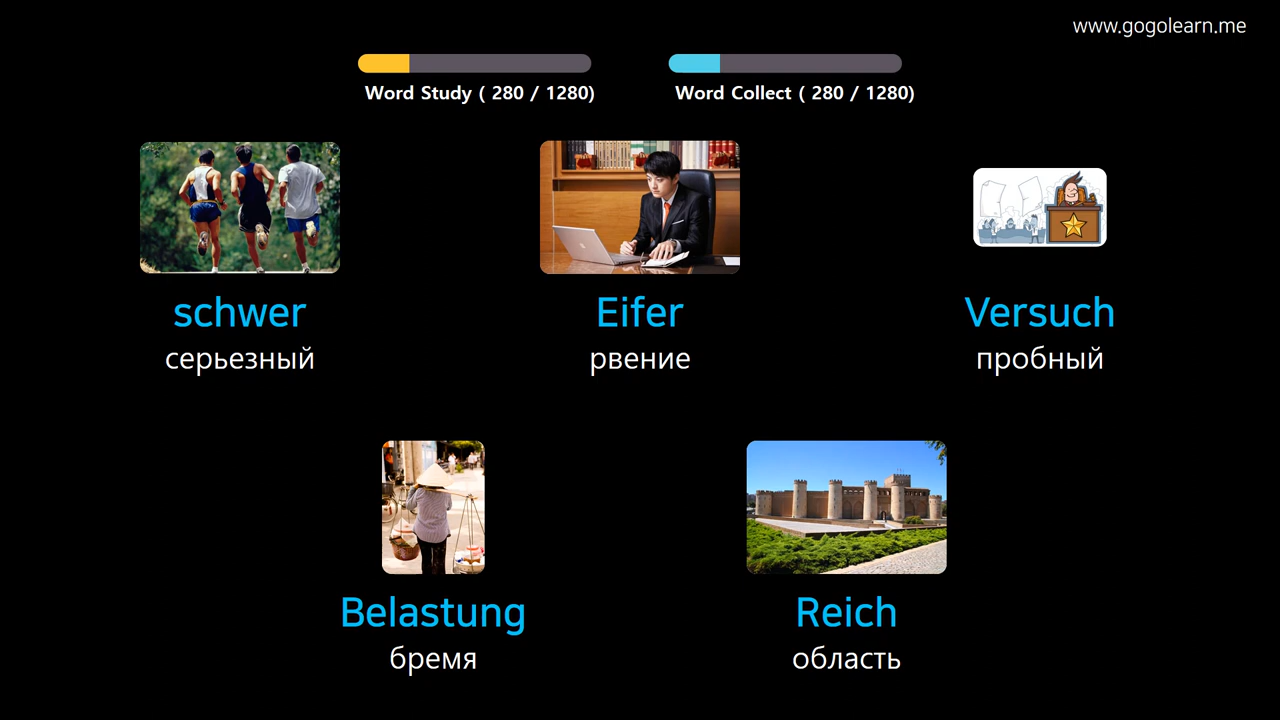 www.gogolearn.me
Word Study ( 280 / 1280)
Word Collect ( 280 / 1280)
schwer
серьезный
Eifer
рвение
Versuch
пробный
Belastung
бремя
Reich
область